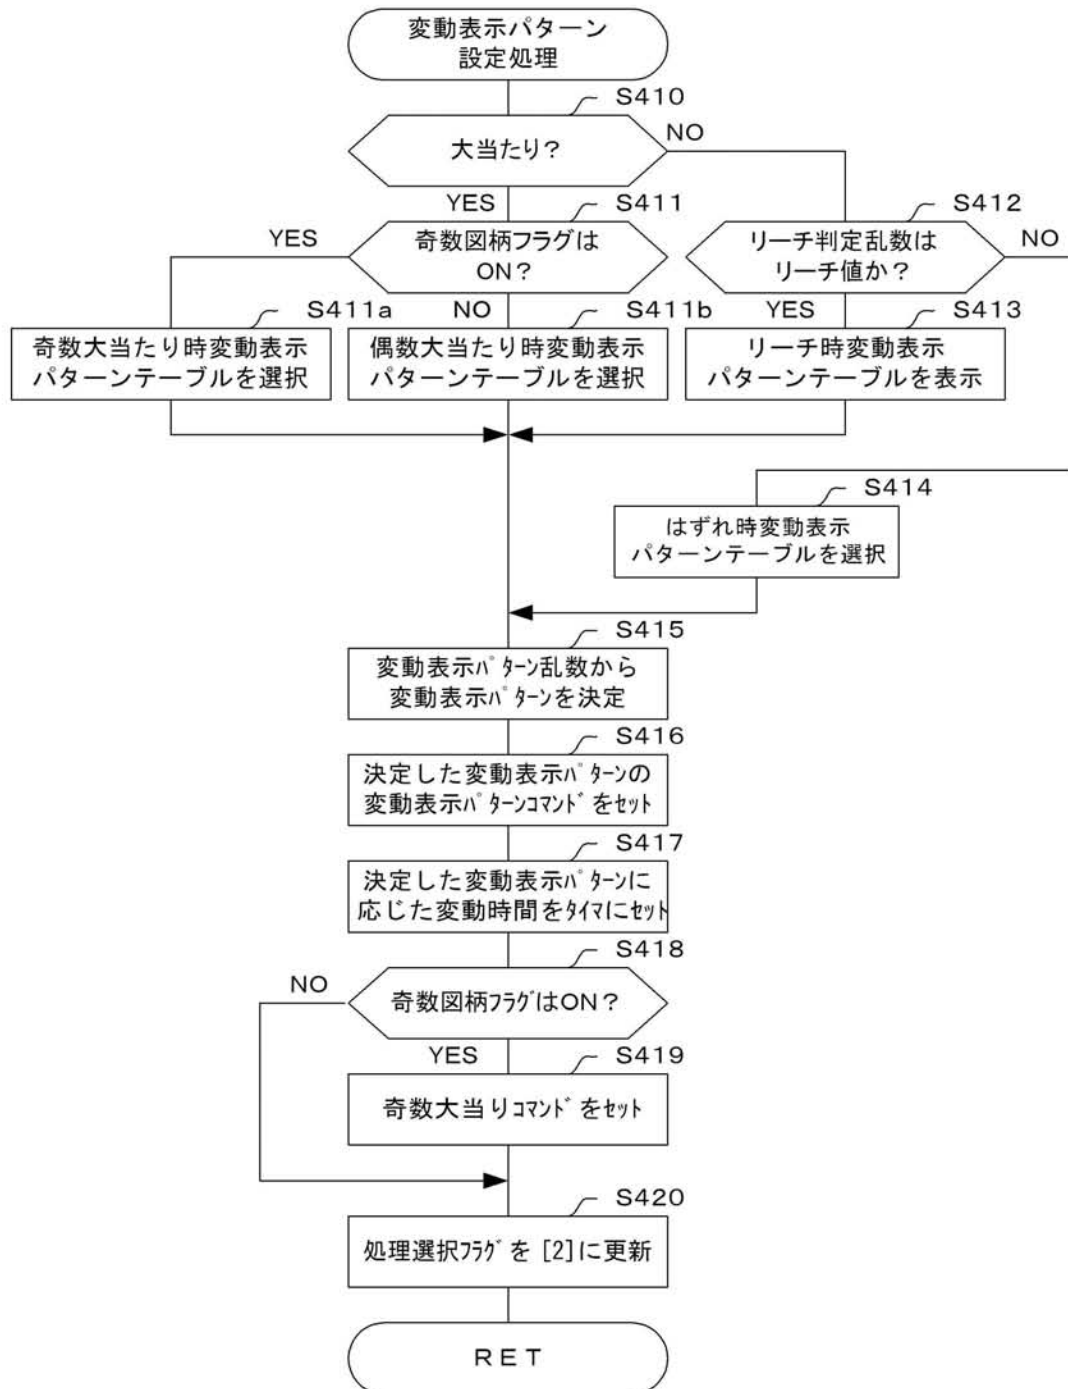 変動表示パターン
設定処理
S410
大当たり？
NO
YES
S411
奇数図柄フラグは
ON？
YES
NO
S412
リーチ判定乱数は
リーチ値か？
NO
YES
S411a
奇数大当たり時変動表示
パターンテーブルを選択
S411b
偶数大当たり時変動表示
パターンテーブルを選択
S413
リーチ時変動表示
パターンテーブルを表示
S414
はずれ時変動表示
パターンテーブルを選択
S415
変動表示ﾊﾟﾀｰﾝ乱数から
変動表示ﾊﾟﾀｰﾝを決定
S416
決定した変動表示ﾊﾟﾀｰﾝの
変動表示ﾊﾟﾀｰﾝｺﾏﾝﾄﾞをｾｯﾄ
S417
決定した変動表示ﾊﾟﾀｰﾝに
応じた変動時間をﾀｲﾏにｾｯﾄ
S418
奇数図柄ﾌﾗｸﾞはON？
NO
YES
S419
奇数大当りｺﾏﾝﾄﾞをｾｯﾄ
S420
処理選択ﾌﾗｸﾞを [2]に更新
RET